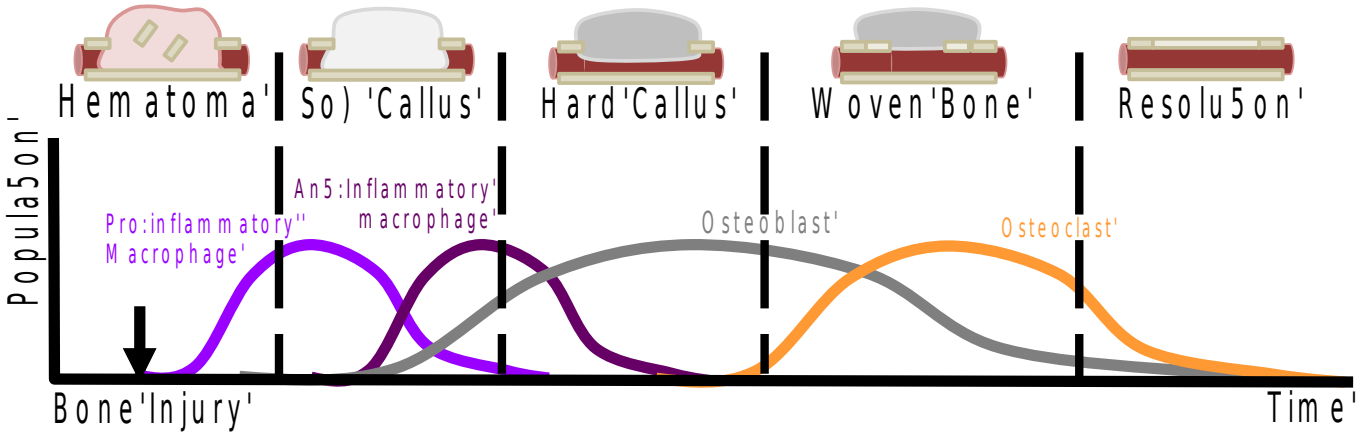 Hematoma'
So)'Callus'
Hard'Callus'
Woven'Bone'
Resolu5on'
Popula5on'
An5:Inflammatory'
macrophage'
Pro:inflammatory''
Macrophage'
Osteoblast'
Osteoclast'
Bone'Injury'
Time'